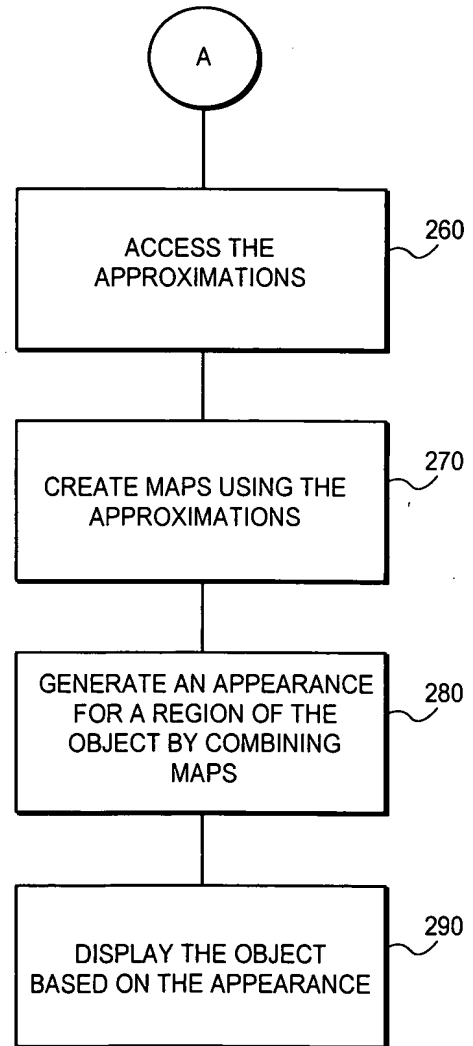 A
ACCESS THE
APPROXIMATIONS
260
CREATE MAPS USING THE
APPROXIMATIONS
270
GENERATE AN APPEARANCE
FOR A REGION OF THE
OBJECT BY COMBINING
MAPS
280
DISPLAY THE OBJECT
BASED ON THE APPEARANCE
290